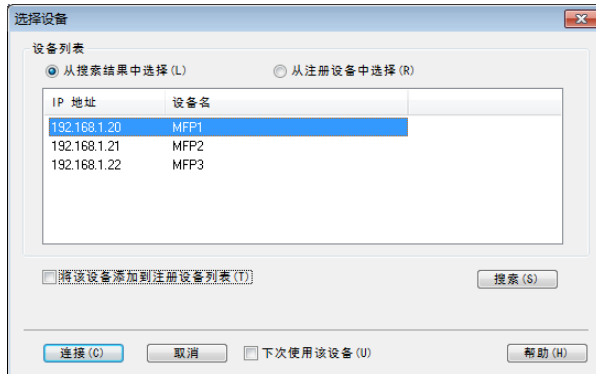 选择设备
设备列表
从搜索结果中选择(L) 从注册设备中选择(R)
IP 地址 设备名
192.168.1.20 MFP1
192.168.1.21 MFP2
192.168.1.22 MFP3
将该设备添加到注册设备列表(T) 搜索(S)
连接(C) 取消 下次使用该设备(U) 帮助(H)